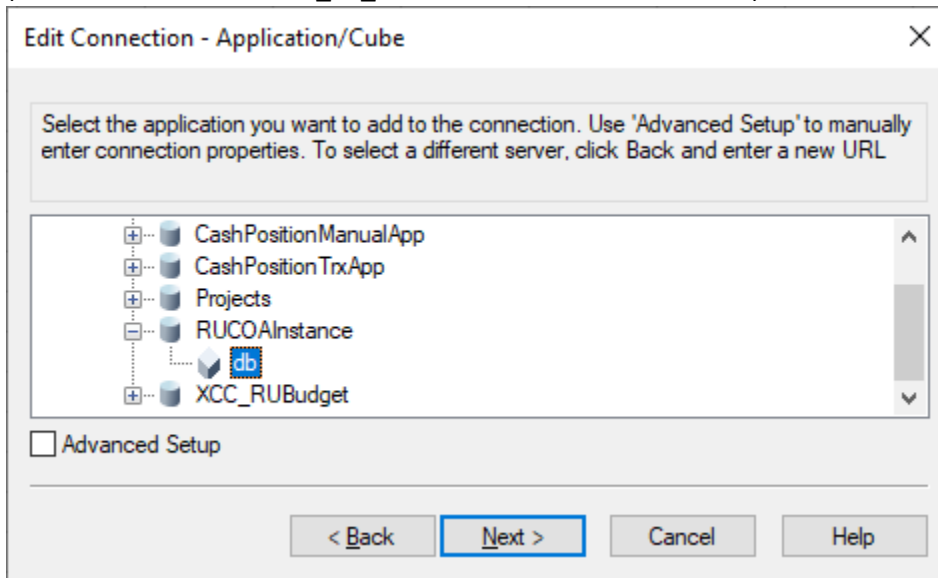 Edit Connection - Application/Cube
Select the application you want to add to the connection. Use 'Advanced Setup' to manually
enter connection properties. To select a different server, click Back and enter a new URL
CashPositionManualApp
CashPositionTrxApp
Projects
RUCOAInstance
db
XCC_RUBudget
Advanced Setup
< Back
Next >
Cancel
Help